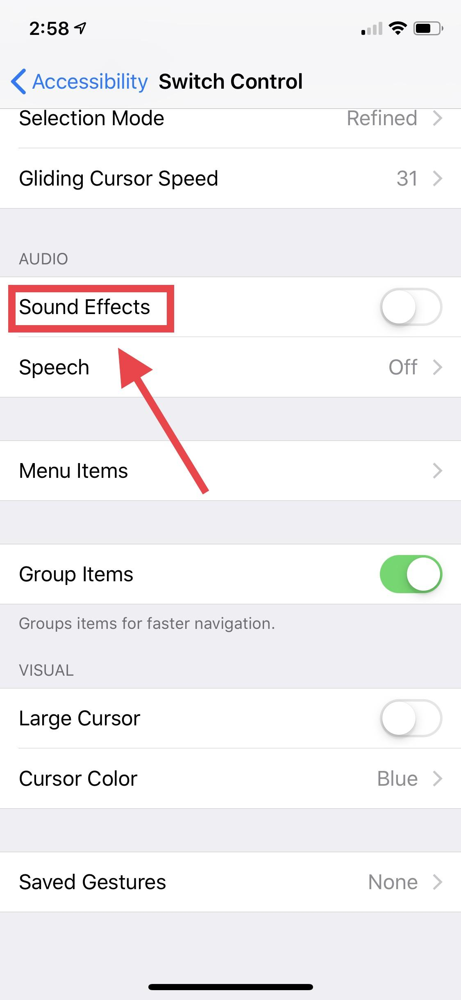 2:58
Accessibility Switch Control
Selection Mode Refined
Gliding Cursor Speed 31
AUDIO
Sound Effects
Speech Off
Menu Items
Group Items
Groups items for faster navigation.
VISUAL
Large Cursor
Cursor Color Blue
Saved Gestures None